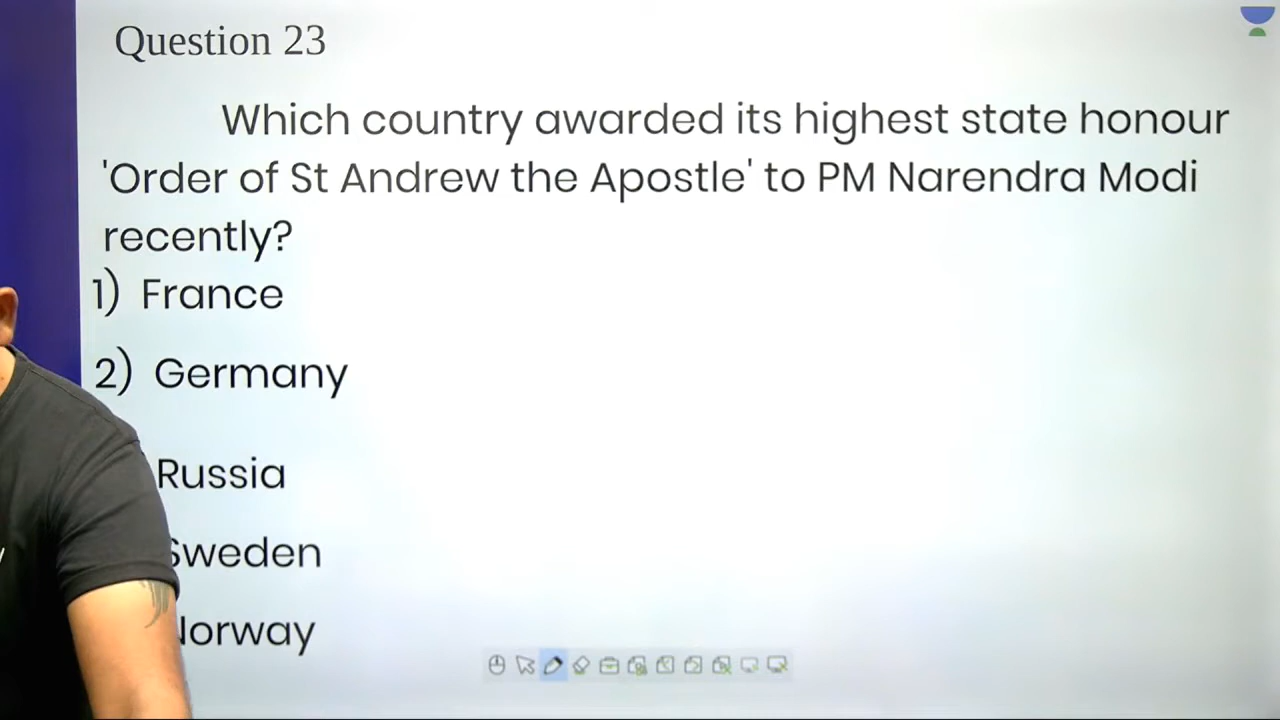 Question 23
Which country awarded its highest state honour
'Order of St Andrew the Apostle' to PM Narendra Modi
recently?
1) France
2) Germany
Russia
Sweden
Norway